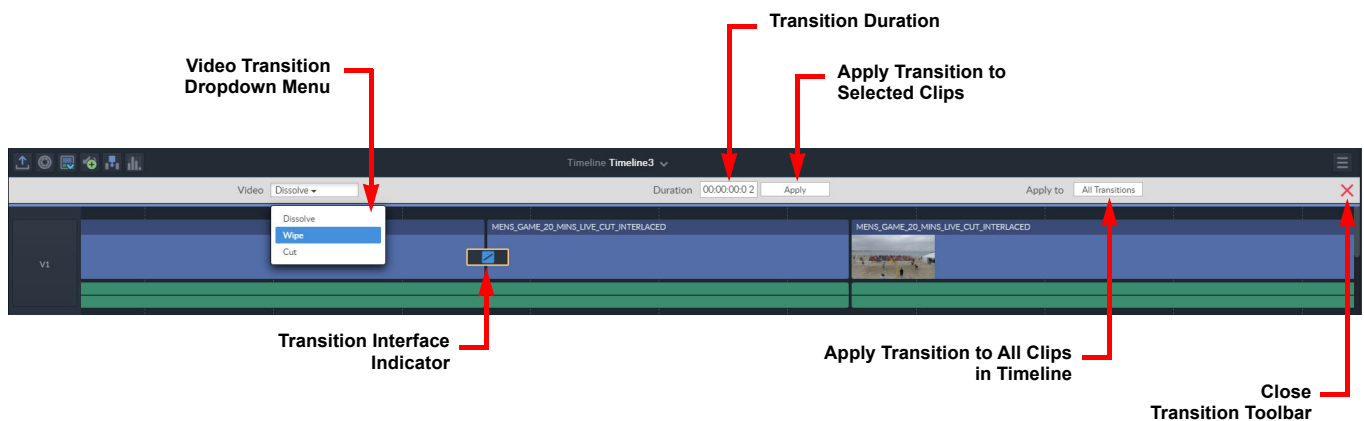 Transition Duration
Video Transition
Dropdown Menu
Apply Transition to
Selected Clips
Timeline Timeline3
Video Dissolve Duration 00:00:00:0 2 Apply Apply to All Transitions
Dissolve
Wipe
Cut
MENS_GAME_20_MINS_LIVE_CUT_INTERLACED
MENS_GAME_20_MINS_LIVE_CUT_INTERLACED
V1
Transition Interface
Indicator
Apply Transition to All Clips
in Timeline
Close
Transition Toolbar